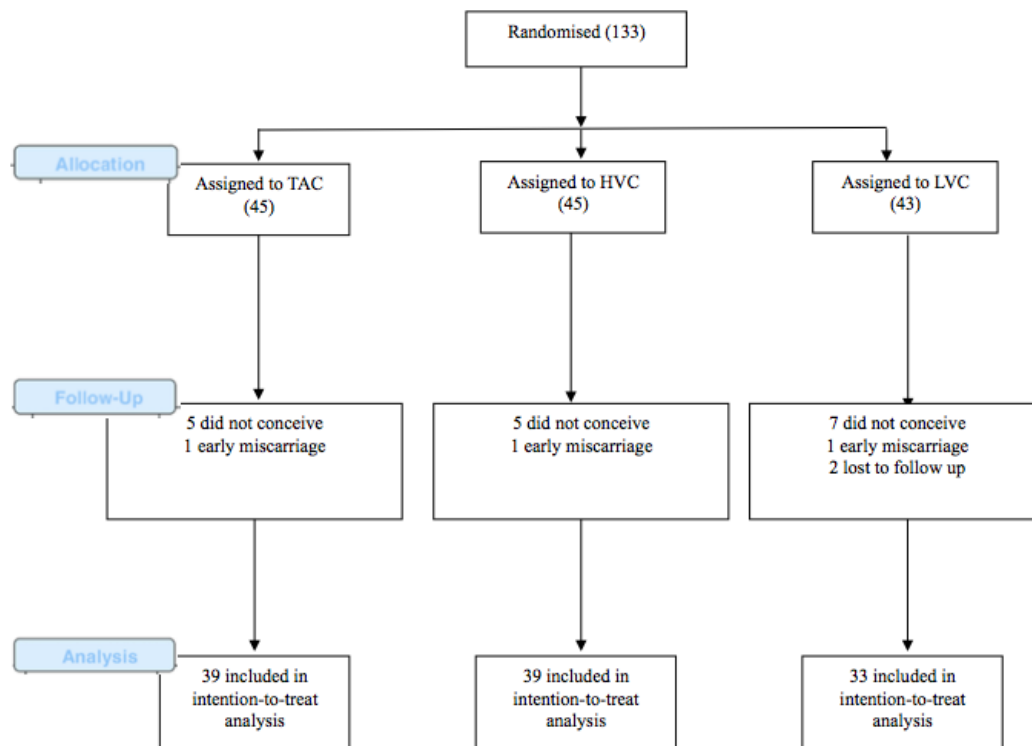 Randomised (133)
Allocation
Assigned to TAC
(45)
Assigned to HVC
(45)
Assigned to LVC
(43)
Follow-Up
5 did not conceive
1 early miscarriage
5 did not conceive
1 early miscarriage
7 did not conceive
1 early miscarriage
2 lost to follow up
Analysis
39 included in
intention-to-treat
analysis
39 included in
intention-to-treat
analysis
33 included in
intention-to-treat
analysis